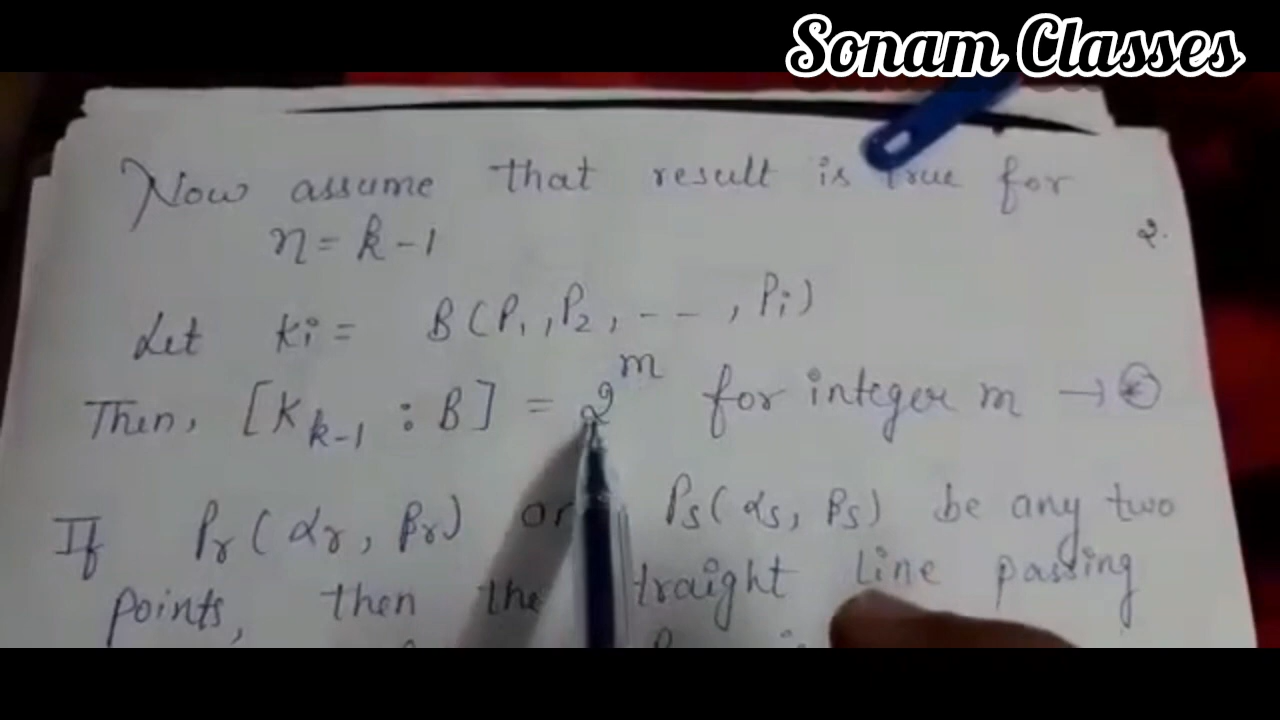 Sonam Classes
Now assume that result is true for
n = k - 1
2.
Let Ki = B(P₁, P₂, - - -, Pi)
Then, [K_{k-1} : B] = 2^m for integer m → ⊛
If Pr(αr, βr) or Ps(αs, βs) be any two
points, then the straight line passing